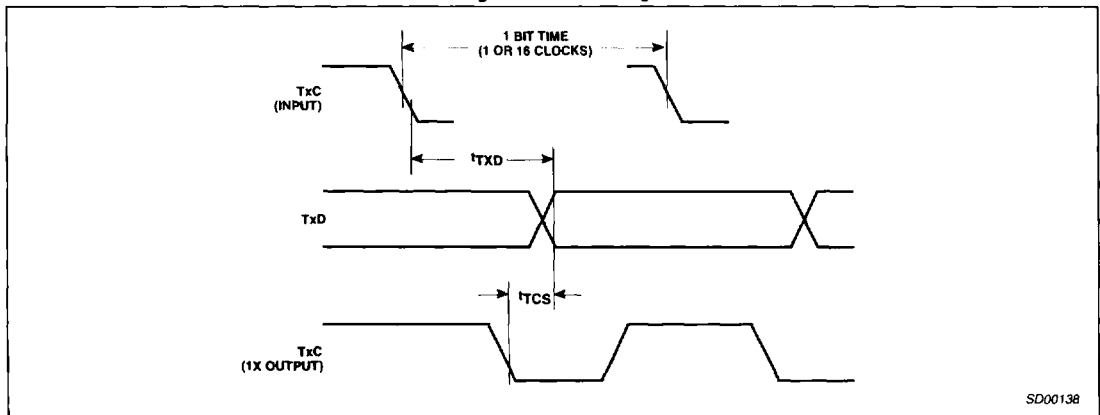 1 BIT TIME
(1 OR 16 CLOCKS)
TxC
(INPUT)
tTXD
TxD
tTCS
TxC
(1X OUTPUT)
SD00138